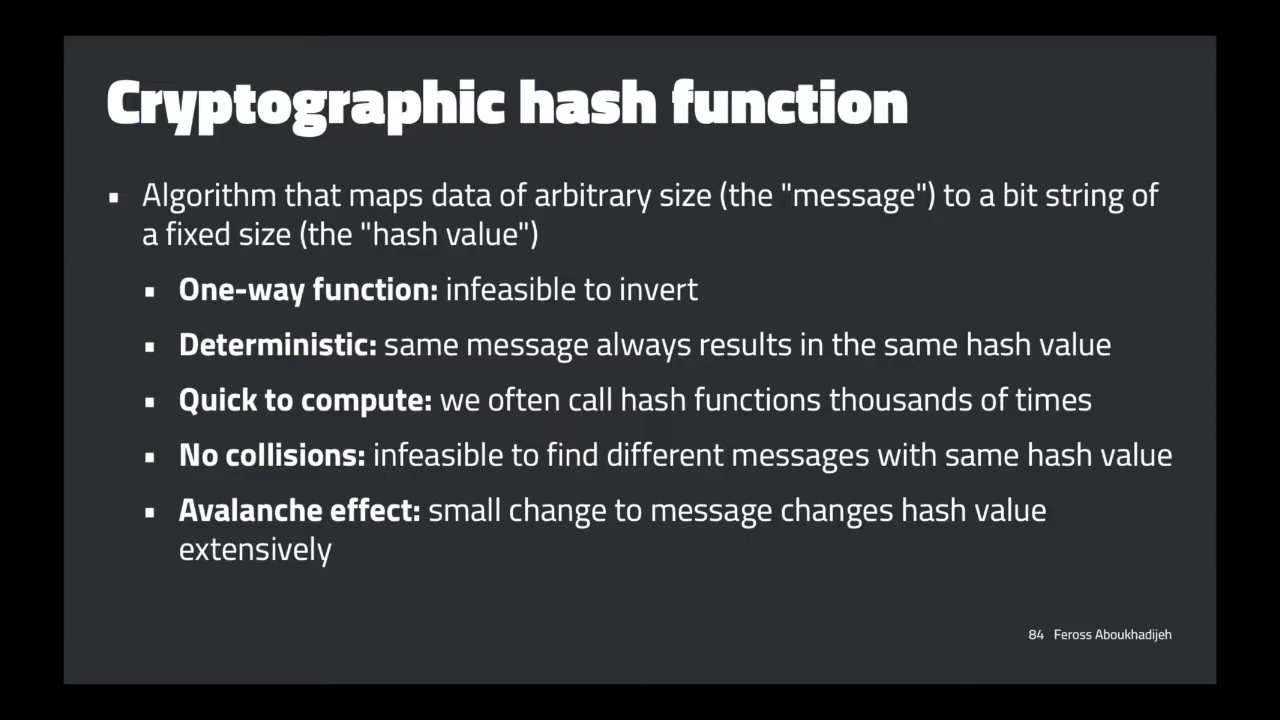 Cryptographic hash function
▪ Algorithm that maps data of arbitrary size (the "message") to a bit string of
a fixed size (the "hash value")
▪ One-way function: infeasible to invert
▪ Deterministic: same message always results in the same hash value
▪ Quick to compute: we often call hash functions thousands of times
▪ No collisions: infeasible to find different messages with same hash value
▪ Avalanche effect: small change to message changes hash value
extensively
84 Feross Aboukhadijeh